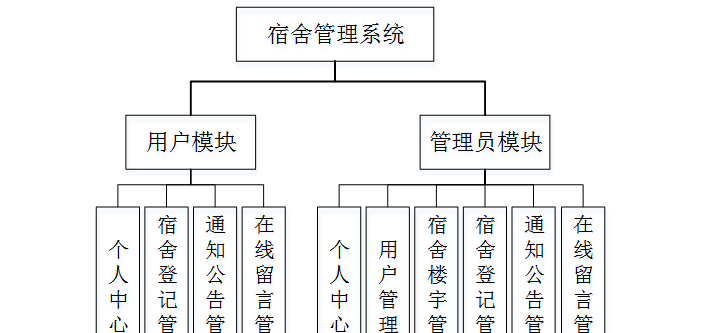 宿舍管理系统
用户模块
管理员模块
个人中心
宿舍登记管
通知公告管
在线留言管
个人中心
用户管理
宿舍楼宇管
宿舍登记管
通知公告管
在线留言管